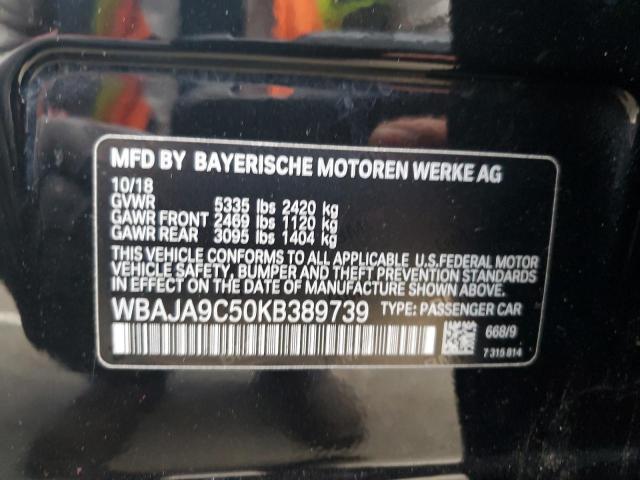 MFD BY BAYERISCHE MOTOREN WERKE AG
10/18
GVWR 5335 lbs 2420 kg
GAWR FRONT 2469 lbs 1120 kg
GAWR REAR 3095 lbs 1404 kg
THIS VEHICLE CONFORMS TO ALL APPLICABLE U.S.FEDERAL MOTOR
VEHICLE SAFETY, BUMPER AND THEFT PREVENTION STANDARDS
IN EFFECT ON THE DATE OF MANUFACTURE SHOWN ABOVE.
WBAJA9C50KB389739 TYPE: PASSENGER CAR
668/9
7 315 814